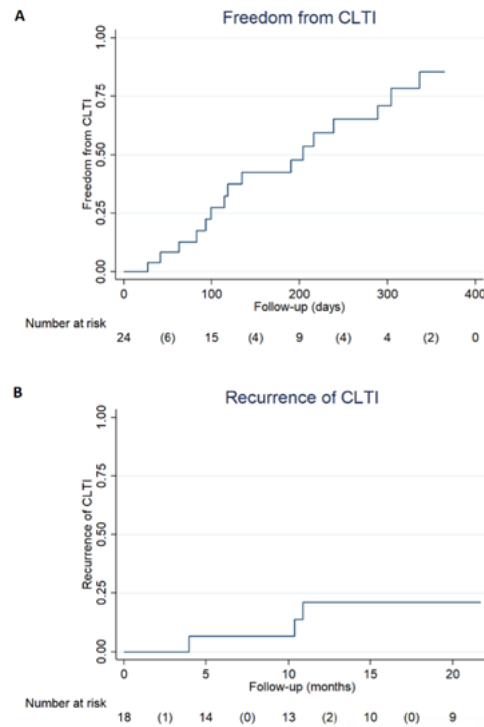 A
Freedom from CLTI
Freedom from CLTI
1.00
0.75
0.50
0.25
0.00
0 100 200 300 400
Follow-up (days)
Number at risk
24 (6) 15 (4) 9 (4) 4 (2) 0
B
Recurrence of CLTI
Recurrence of CLTI
1.00
0.75
0.50
0.25
0.00
0 5 10 15 20
Follow-up (months)
Number at risk
18 (1) 14 (0) 13 (2) 10 (0) 9